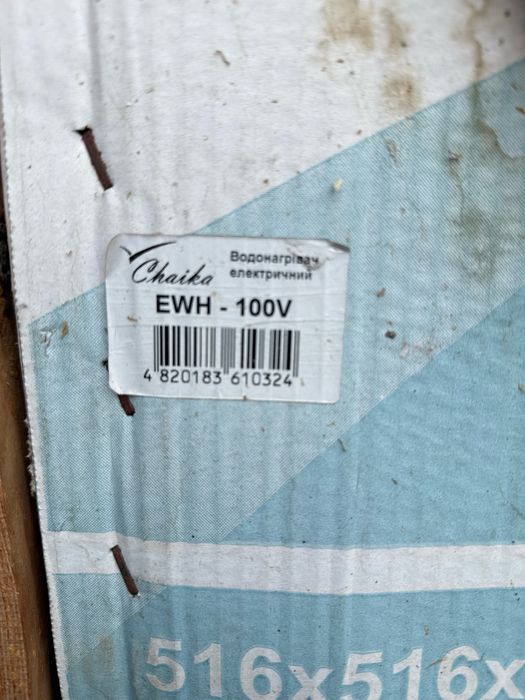 Chaika
Водонагрівач
електричний
EWH - 100V
4 820183 610324
516x516x